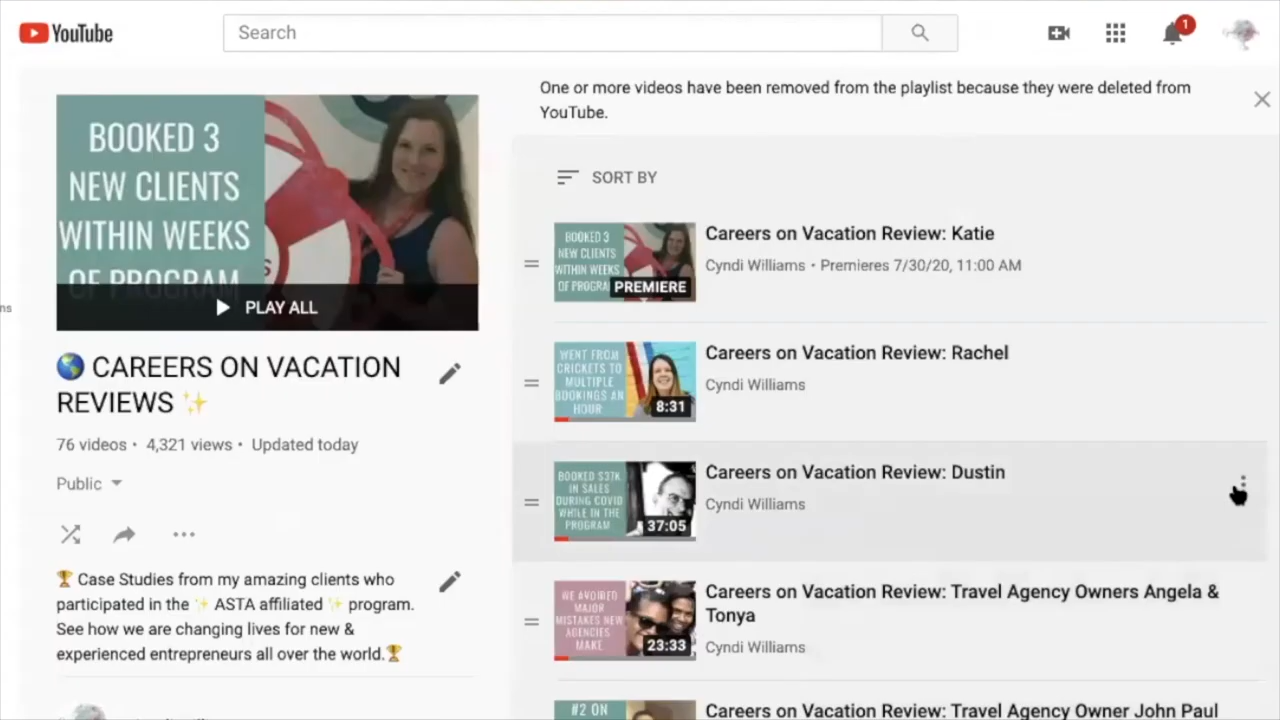 YouTube
Search
1
One or more videos have been removed from the playlist because they were deleted from
YouTube.
BOOKED 3
NEW CLIENTS
WITHIN WEEKS
OF PROGRAM
PLAY ALL
🌎 CAREERS ON VACATION
REVIEWS ✨
76 videos • 4,321 views • Updated today
Public
🏆 Case Studies from my amazing clients who
participated in the ✨ ASTA affiliated ✨ program.
See how we are changing lives for new &
experienced entrepreneurs all over the world.🏆
ns
SORT BY
BOOKED 3
NEW CLIENTS
WITHIN WEEKS
OF PROGRA
PREMIERE
Careers on Vacation Review: Katie
Cyndi Williams • Premieres 7/30/20, 11:00 AM
WENT FROM
CRICKETS TO
MULTIPLE
BOOKINGS AN
HOUR
8:31
Careers on Vacation Review: Rachel
Cyndi Williams
BOOKED $37K
IN SALES
DURING COVID
WHILE IN THE
PROGRAM
37:05
Careers on Vacation Review: Dustin
Cyndi Williams
WE AVOIRED
MAJOR
MISTAKES NEW
AGENCIES
MAKE
23:33
Careers on Vacation Review: Travel Agency Owners Angela &
Tonya
Cyndi Williams
#2 ON
Careers on Vacation Review: Travel Agency Owner John Paul